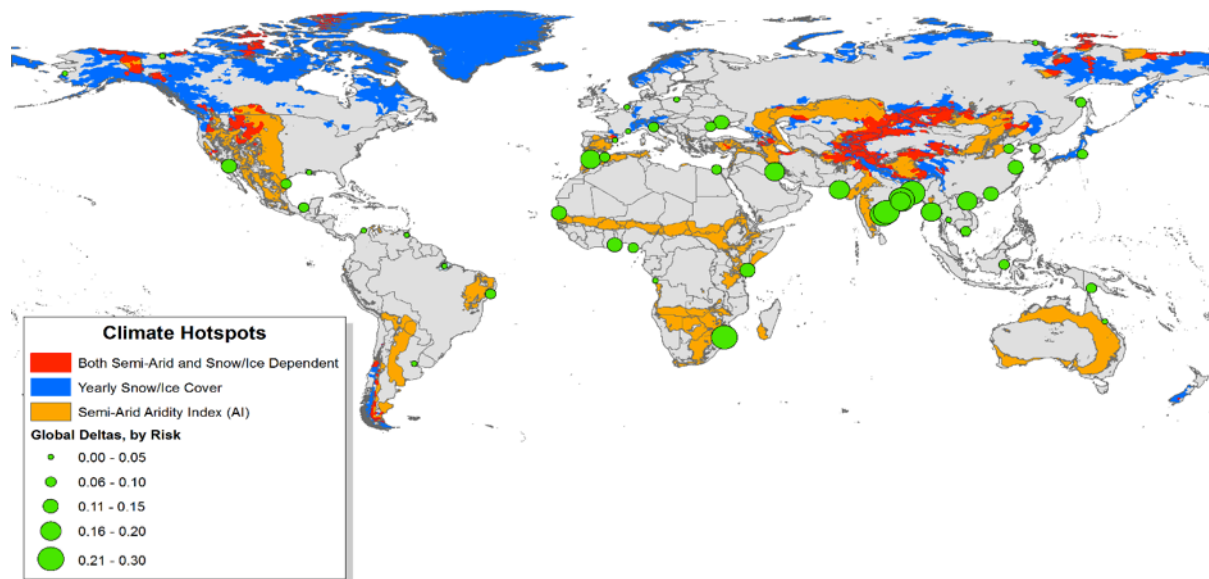 Climate Hotspots
Both Semi-Arid and Snow/Ice Dependent
Yearly Snow/Ice Cover
Semi-Arid Aridity Index (AI)
Global Deltas, by Risk
0.00 - 0.05
0.06 - 0.10
0.11 - 0.15
0.16 - 0.20
0.21 - 0.30